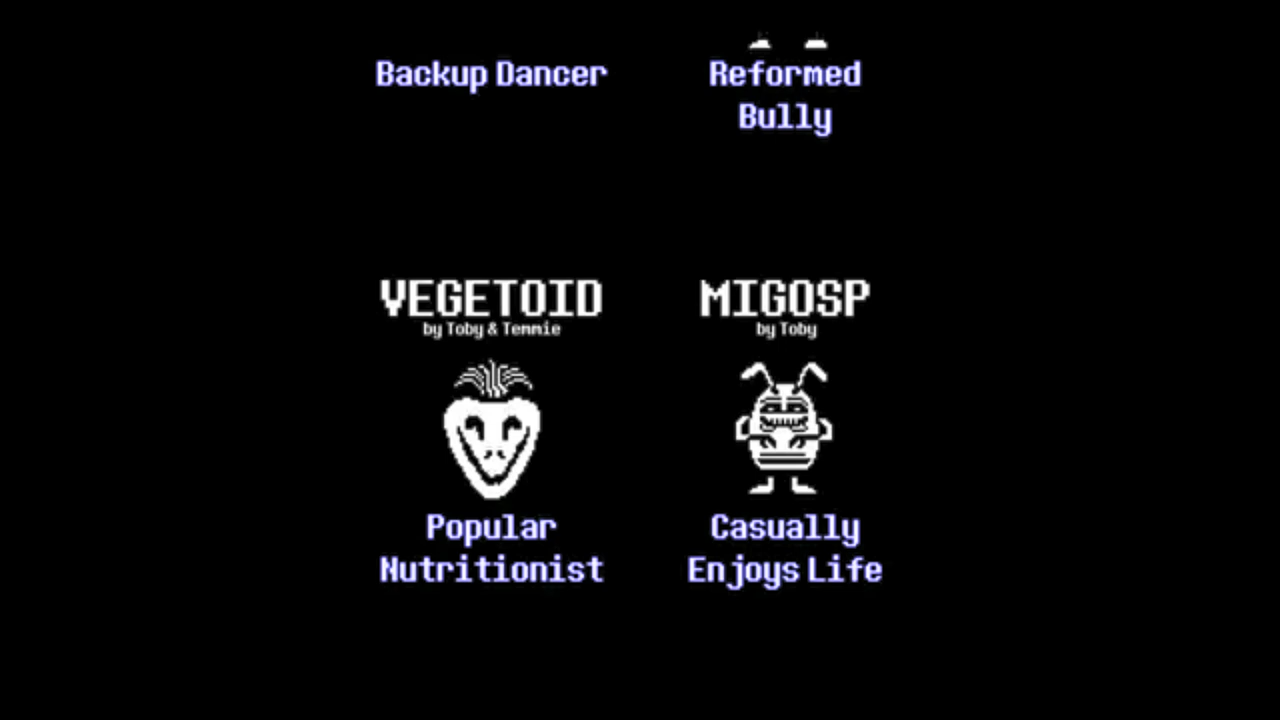 Backup Dancer
Reformed
Bully
VEGETOID
by Toby & Temmie
Popular
Nutritionist
MIGOSP
by Toby
Casually
Enjoys Life